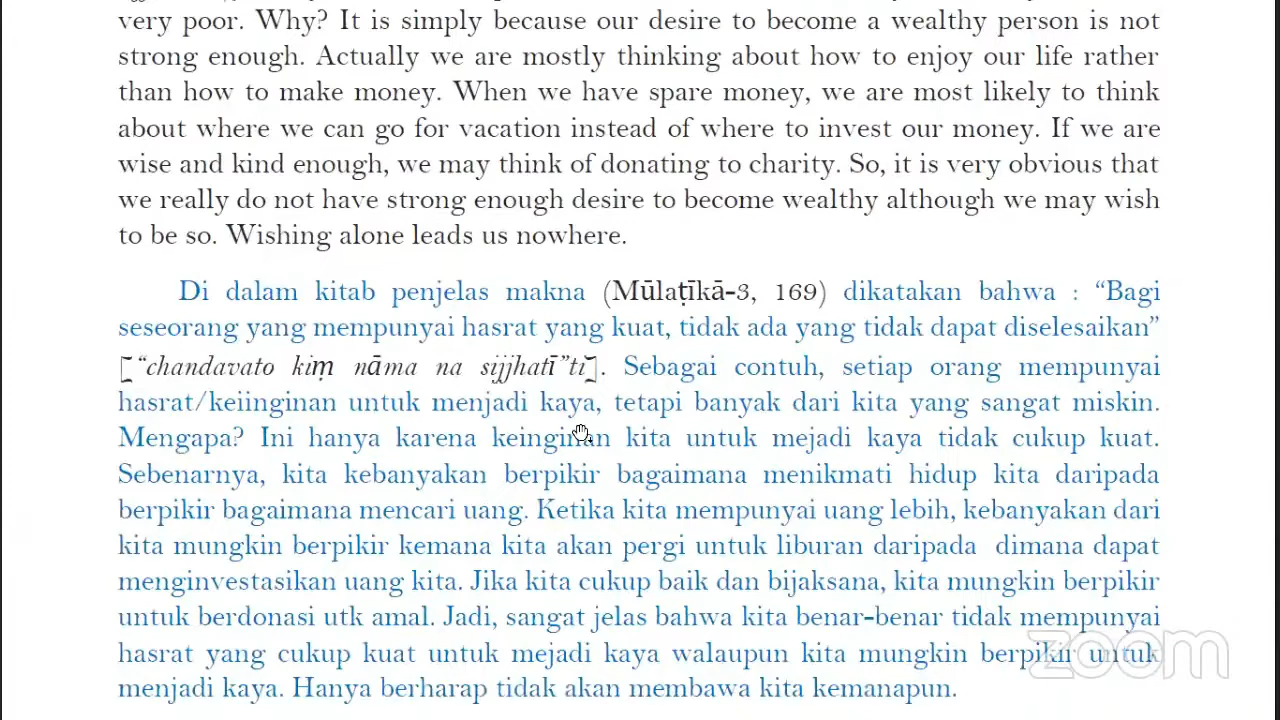 very poor. Why? It is simply because our desire to become a wealthy person is not
strong enough. Actually we are mostly thinking about how to enjoy our life rather
than how to make money. When we have spare money, we are most likely to think
about where we can go for vacation instead of where to invest our money. If we are
wise and kind enough, we may think of donating to charity. So, it is very obvious that
we really do not have strong enough desire to become wealthy although we may wish
to be so. Wishing alone leads us nowhere.
Di dalam kitab penjelas makna (Mūlaṭīkā-3, 169) dikatakan bahwa : “Bagi
seseorang yang mempunyai hasrat yang kuat, tidak ada yang tidak dapat diselesaikan”
[“chandavato kiṃ nāma na sijjhatī”ti]. Sebagai contuh, setiap orang mempunyai
hasrat/keiinginan untuk menjadi kaya, tetapi banyak dari kita yang sangat miskin.
Mengapa? Ini hanya karena keinginan kita untuk mejadi kaya tidak cukup kuat.
Sebenarnya, kita kebanyakan berpikir bagaimana menikmati hidup kita daripada
berpikir bagaimana mencari uang. Ketika kita mempunyai uang lebih, kebanyakan dari
kita mungkin berpikir kemana kita akan pergi untuk liburan daripada dimana dapat
menginvestasikan uang kita. Jika kita cukup baik dan bijaksana, kita mungkin berpikir
untuk berdonasi utk amal. Jadi, sangat jelas bahwa kita benar-benar tidak mempunyai
hasrat yang cukup kuat untuk mejadi kaya walaupun kita mungkin berpikir untuk
menjadi kaya. Hanya berharap tidak akan membawa kita kemanapun.
zoom